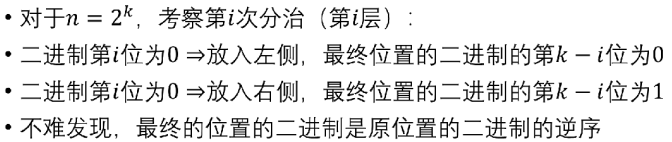 • 对于n = 2^k，考察第i次分治（第i层）：
• 二进制第i位为0 ⇒放入左侧，最终位置的二进制的第k − i位为0
• 二进制第i位为0 ⇒放入右侧，最终位置的二进制的第k − i位为1
• 不难发现，最终的位置的二进制是原位置的二进制的逆序